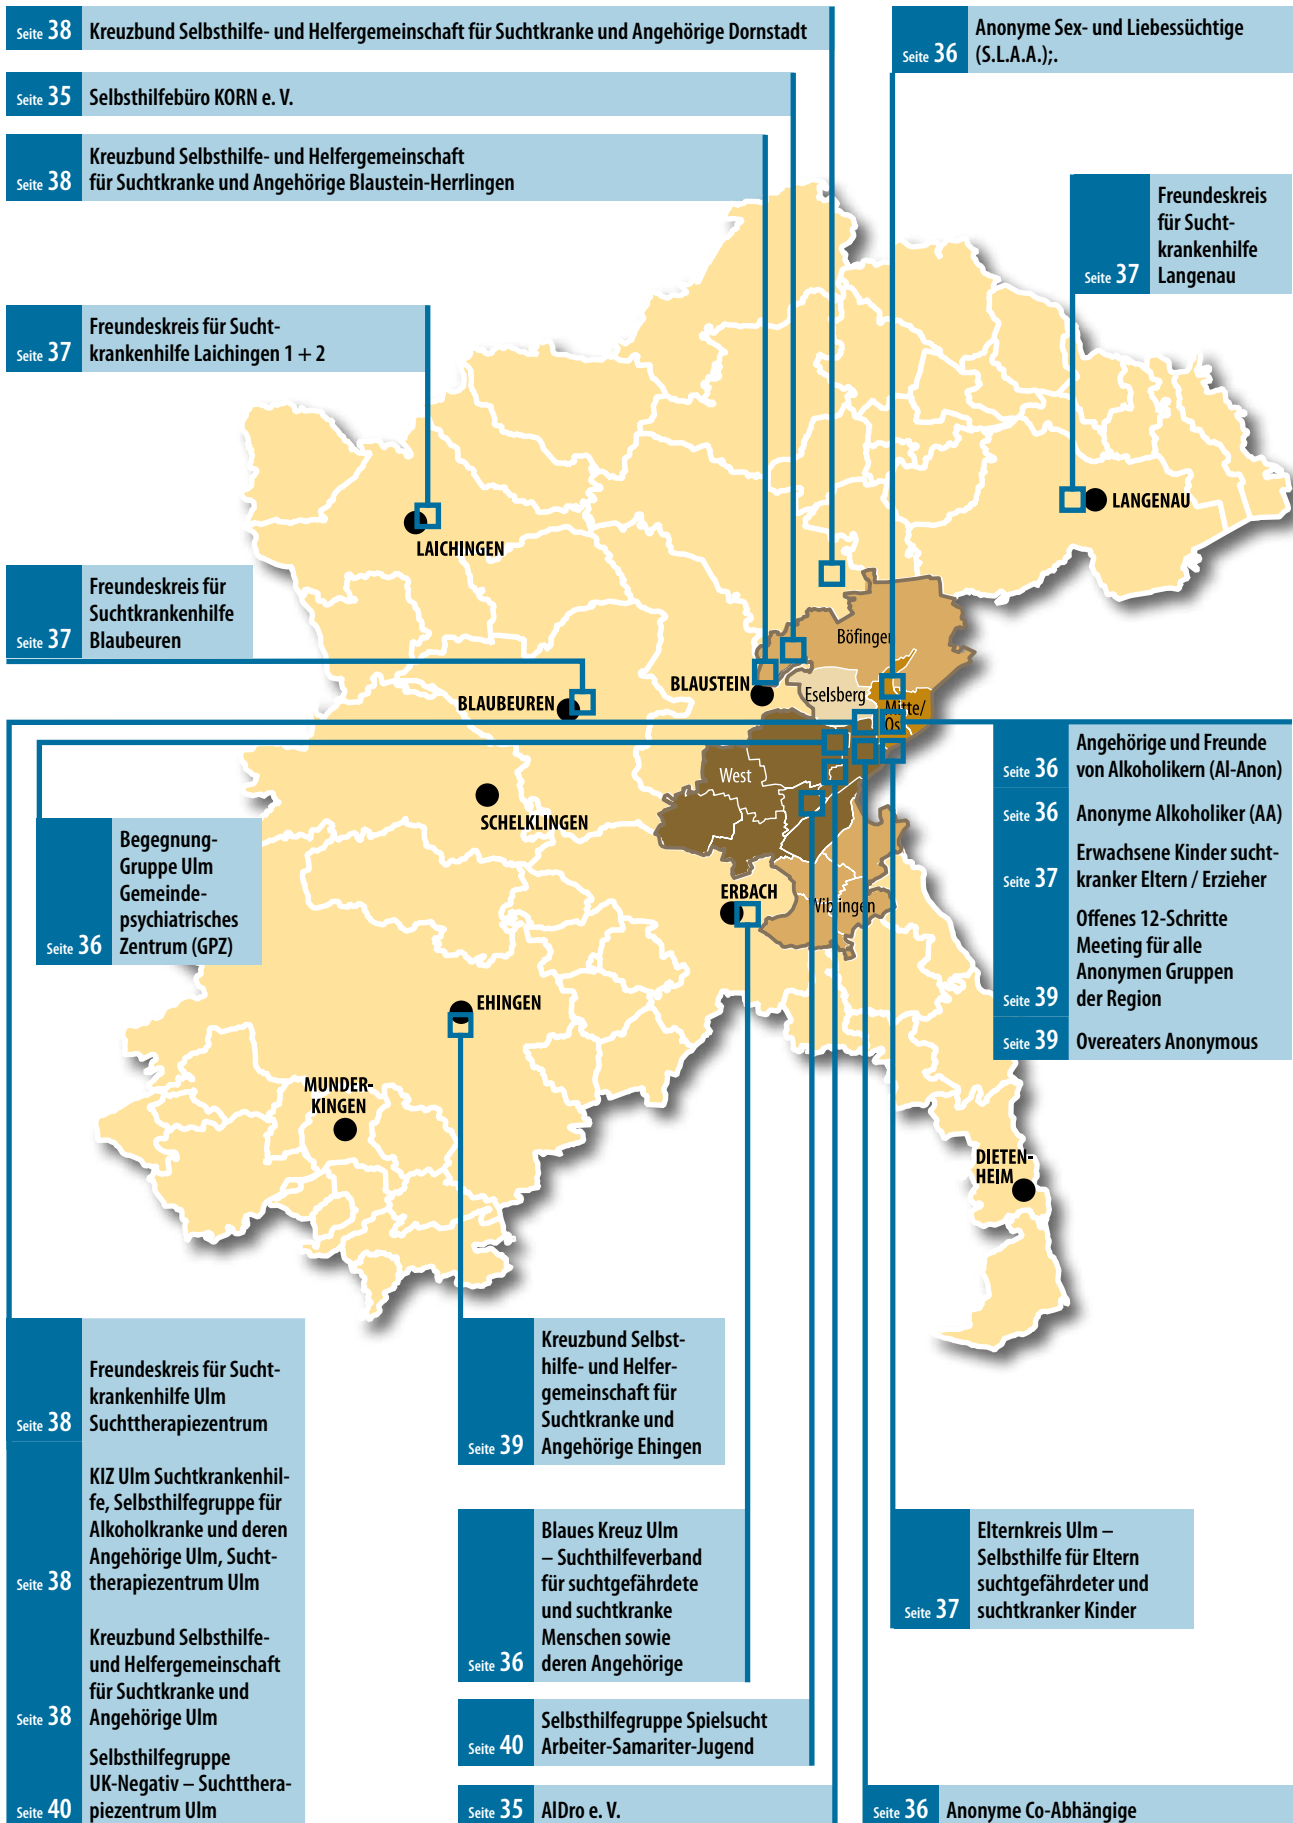 Seite 38 Kreuzbund Selbsthilfe- und Helfergemeinschaft für Suchtkranke und Angehörige Dornstadt
Anonyme Sex- und Liebessüchtige
Seite 36 (S.L.A.A.);.
Seite 35 Selbsthilfebüro KORN e. V.
Kreuzbund Selbsthilfe- und Helfergemeinschaft
Seite 38 für Suchtkranke und Angehörige Blaustein-Herrlingen
Freundeskreis
für Sucht-
krankenhilfe
Seite 37 Langenau
Freundeskreis für Sucht-
Seite 37 krankenhilfe Laichingen 1 + 2
LANGENAU
LAICHINGEN
Freundeskreis für
Suchtkrankenhilfe
Seite 37 Blaubeuren
Böfingen
BLAUSTEIN
Eselsberg
BLAUBEUREN
Mitte/
Os
West
SCHELKLINGEN
ERBACH
Wiblingen
Angehörige und Freunde
Seite 36 von Alkoholikern (Al-Anon)
Seite 36 Anonyme Alkoholiker (AA)
Erwachsene Kinder sucht-
Seite 37 kranker Eltern / Erzieher
Offenes 12-Schritte
Meeting für alle
Anonymen Gruppen
Seite 39 der Region
Seite 39 Overeaters Anonymous
Begegnung-
Gruppe Ulm
Gemeinde-
psychiatrisches
Seite 36 Zentrum (GPZ)
EHINGEN
MUNDER-
KINGEN
DIETEN-
HEIM
Freundeskreis für Sucht-
krankenhilfe Ulm
Seite 38 Suchttherapiezentrum
KIZ Ulm Suchtkrankenhil-
fe, Selbsthilfegruppe für
Alkoholkranke und deren
Angehörige Ulm, Sucht-
Seite 38 therapiezentrum Ulm
Kreuzbund Selbsthilfe-
und Helfergemeinschaft
für Suchtkranke und
Seite 38 Angehörige Ulm
Selbsthilfegruppe
UK-Negativ – Suchtthera-
Seite 40 piezentrum Ulm
Kreuzbund Selbst-
hilfe- und Helfer-
gemeinschaft für
Suchtkranke und
Seite 39 Angehörige Ehingen
Blaues Kreuz Ulm
– Suchthilfeverband
für suchtgefährdete
und suchtkranke
Menschen sowie
Seite 36 deren Angehörige
Selbsthilfegruppe Spielsucht
Seite 40 Arbeiter-Samariter-Jugend
Seite 35 AIDro e. V.
Elternkreis Ulm –
Selbsthilfe für Eltern
suchtgefährdeter und
Seite 37 suchtkranker Kinder
Seite 36 Anonyme Co-Abhängige